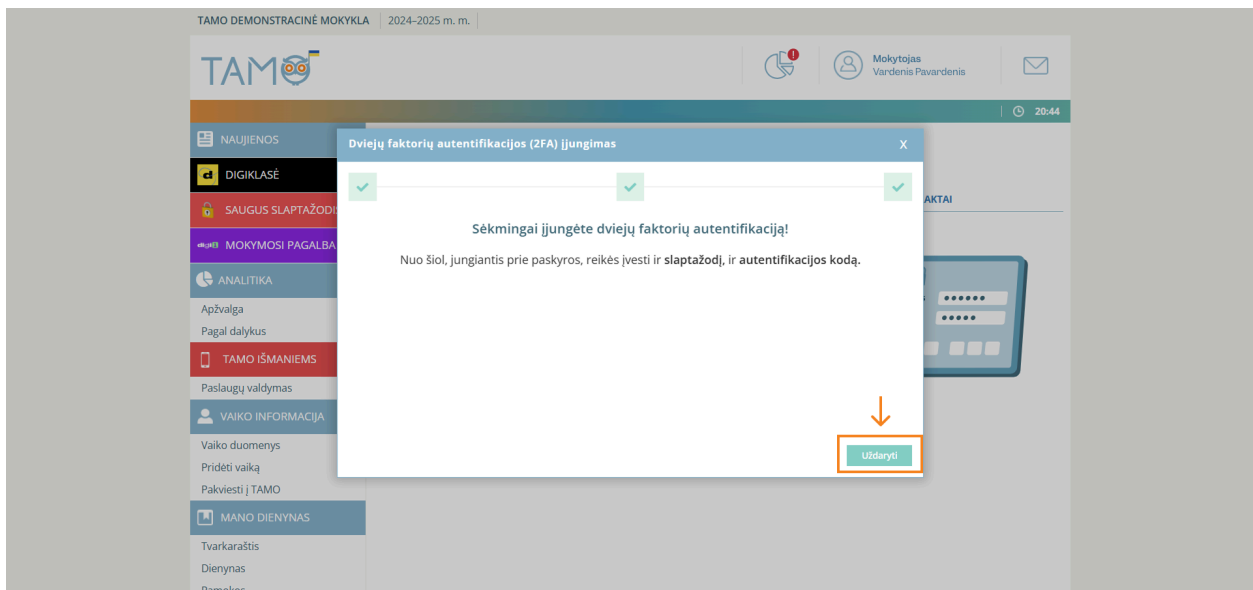 TAMO DEMONSTRACINĖ MOKYKLA 2024–2025 m. m.
TAMO
Mokytojas
Vardenis Pavardenis
20:44
NAUJIENOS
DIGIKLASĖ
SAUGUS
MOKYMOSI PAGALBA
ANALITIKA
Apžvalga
Pagal dalykus
TAMO IŠMANIEMS
Paslaugų valdymas
VAIKO INFORMACIJA
Vaiko duomenys
Pridėti vaiką
Pakviesti į TAMO
MANO DIENYNAS
Tvarkaraštis
Dienynas
Dviejų faktorių autentifikacijos (2FA) įjungimas X
Sėkmingai įjungėte dviejų faktorių autentifikaciją!
Nuo šiol, jungiantis prie paskyros, reikės įvesti ir slaptažodį, ir autentifikacijos kodą.
Uždaryti
AKTAI